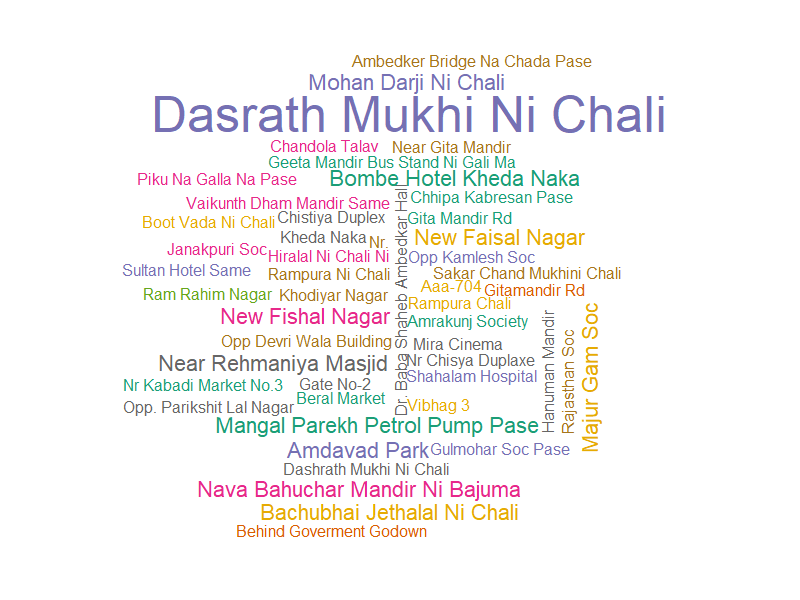 Ambedker Bridge Na Chada Pase
Mohan Darji Ni Chali
Dasrath Mukhi Ni Chali
Chandola Talav
Near Gita Mandir
Geeta Mandir Bus Stand Ni Gali Ma
Piku Na Galla Na Pase
Bombe Hotel Kheda Naka
Vaikunth Dham Mandir Same
Chhipa Kabresan Pase
Boot Vada Ni Chali
Chistiya Duplex
Gita Mandir Rd
Kheda Naka
Nr.
New Faisal Nagar
Janakpuri Soc
Hiralal Ni Chali Ni
Opp Kamlesh Soc
Sultan Hotel Same
Rampura Ni Chali
Sakar Chand Mukhini Chali
Aaa-704
Gitamandir Rd
Ram Rahim Nagar
Khodiyar Nagar
Rampura Chali
New Fishal Nagar
Amrakunj Society
Opp Devri Wala Building
Mira Cinema
Near Rehmaniya Masjid
Nr Chisya Duplaxe
Dr. Baba Shaheb Ambedkar Hall
Hanuman Mandir
Rajasthan Soc
Majur Gam Soc
Nr Kabadi Market No.3
Gate No-2
Shahalam Hospital
Beral Market
Opp. Parikshit Lal Nagar
Vibhag 3
Mangal Parekh Petrol Pump Pase
Amdavad Park
Gulmohar Soc Pase
Dashrath Mukhi Ni Chali
Nava Bahuchar Mandir Ni Bajuma
Bachubhai Jethalal Ni Chali
Behind Goverment Godown